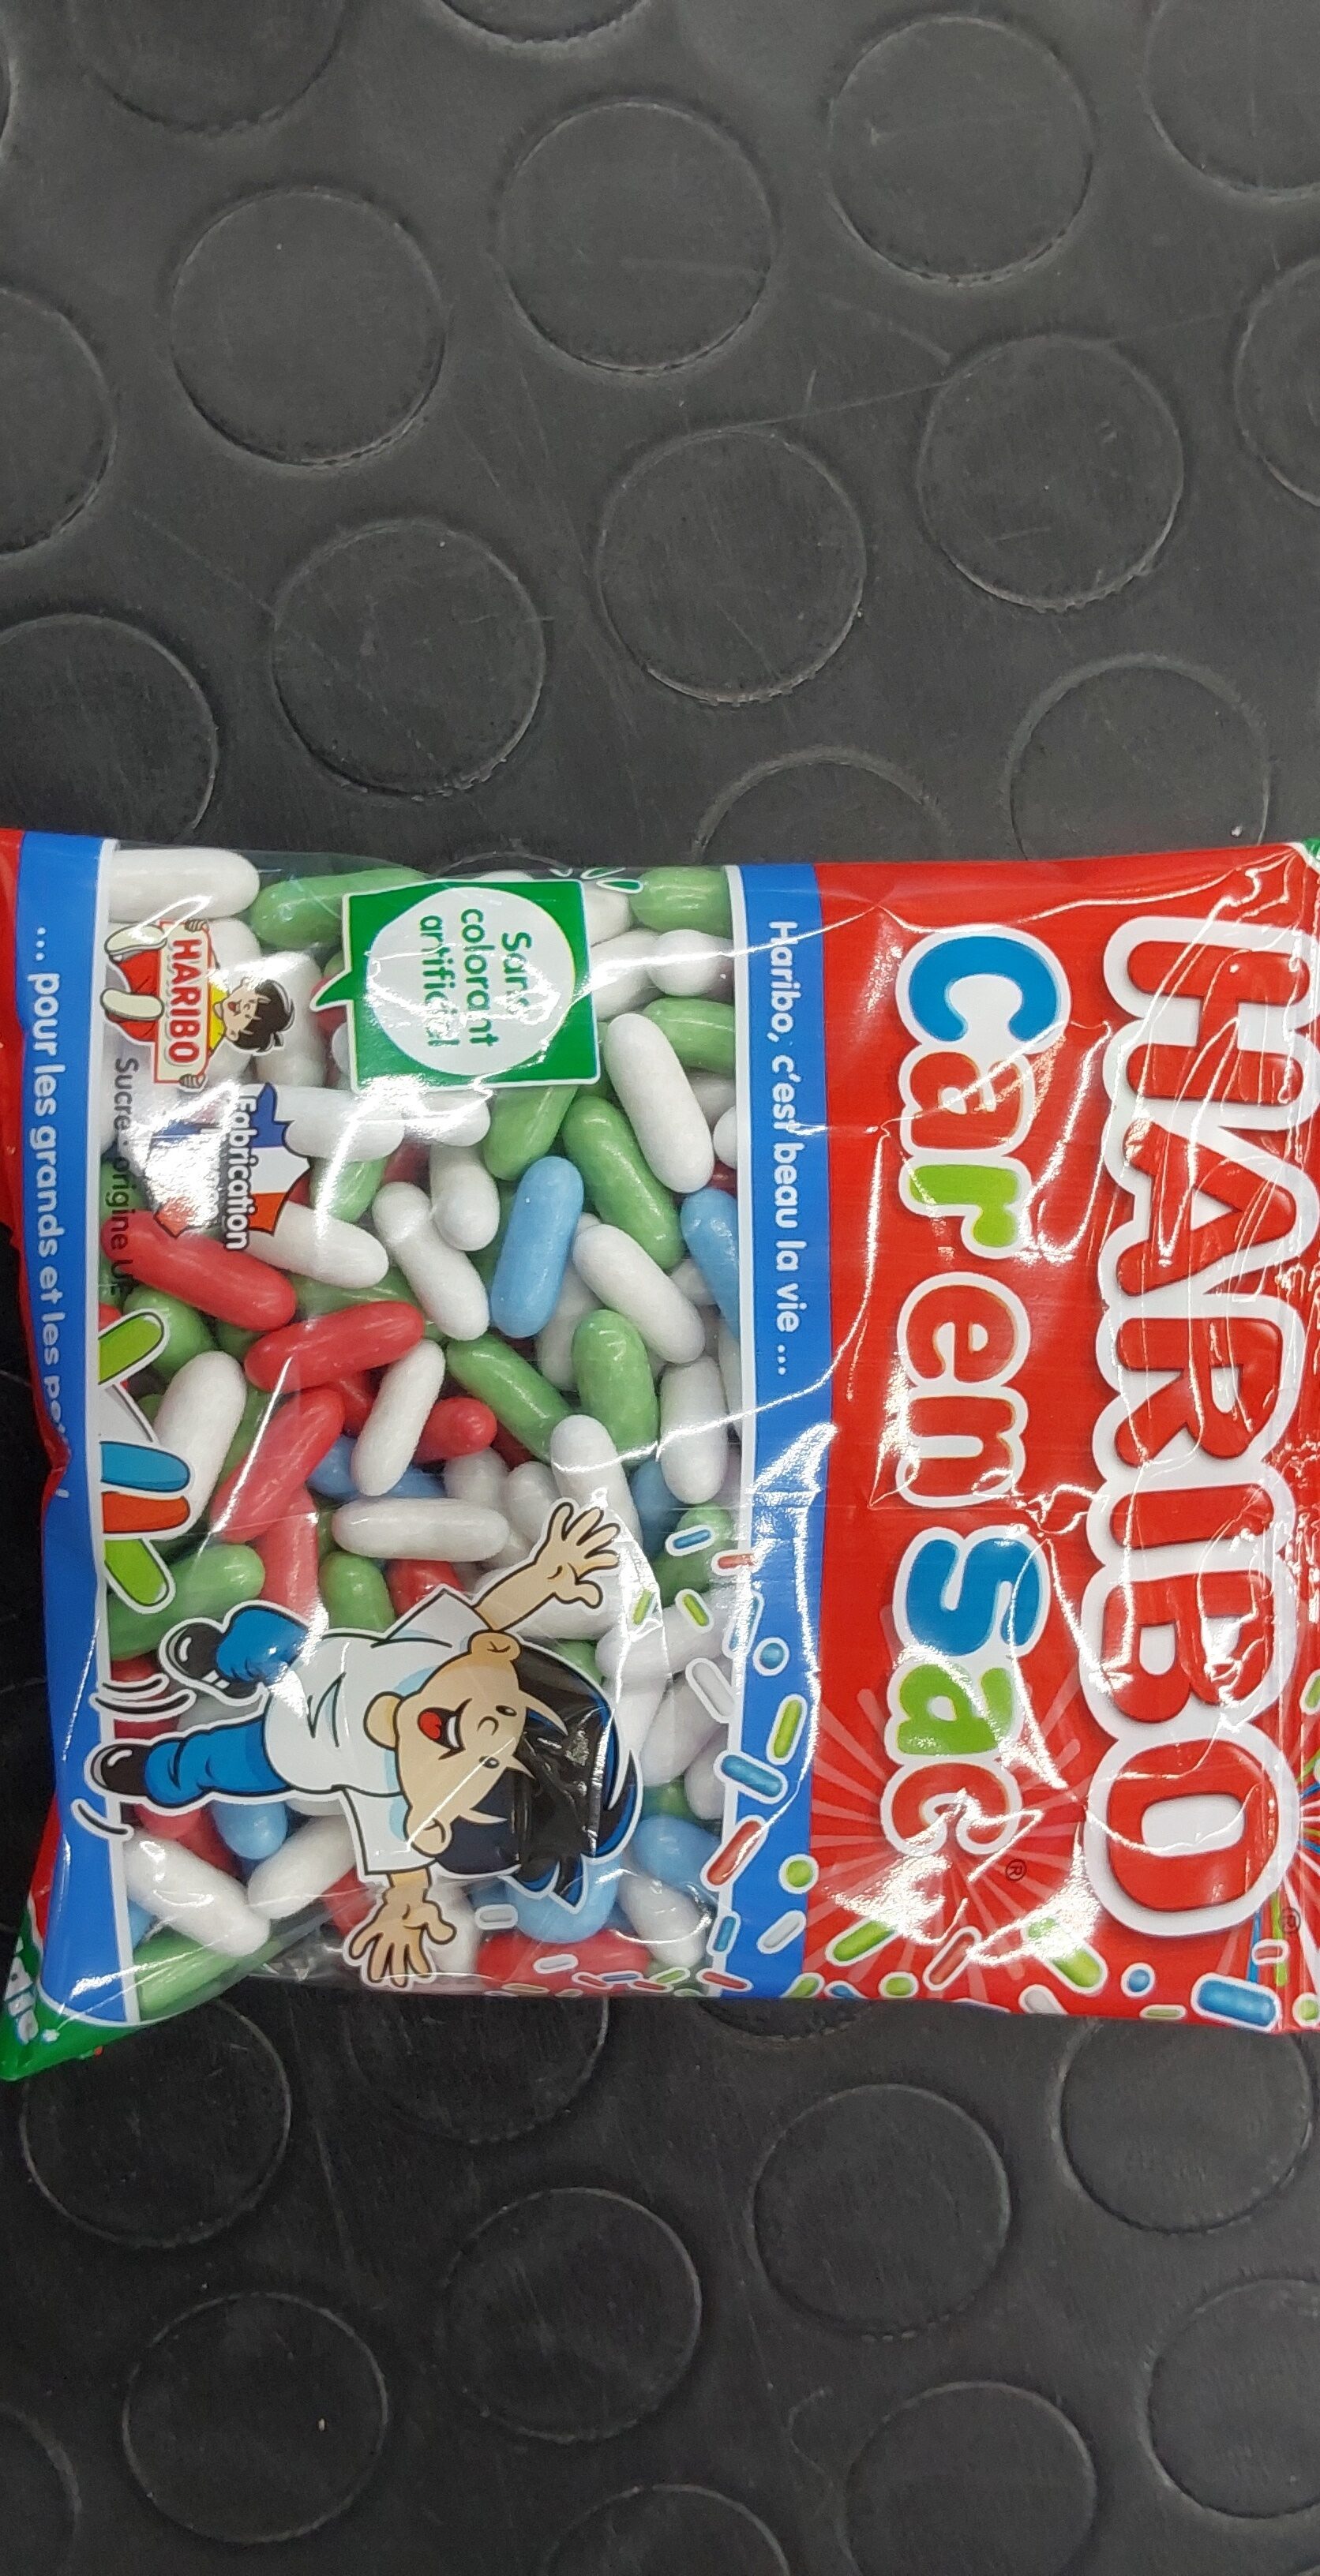 HARIBO
Car en Sac
®
®
Haribo, c'est beau la vie ...
Sans
colorant
artificiel
HARIBO
Fabrication
Sucre origine UE
... pour les grands et les